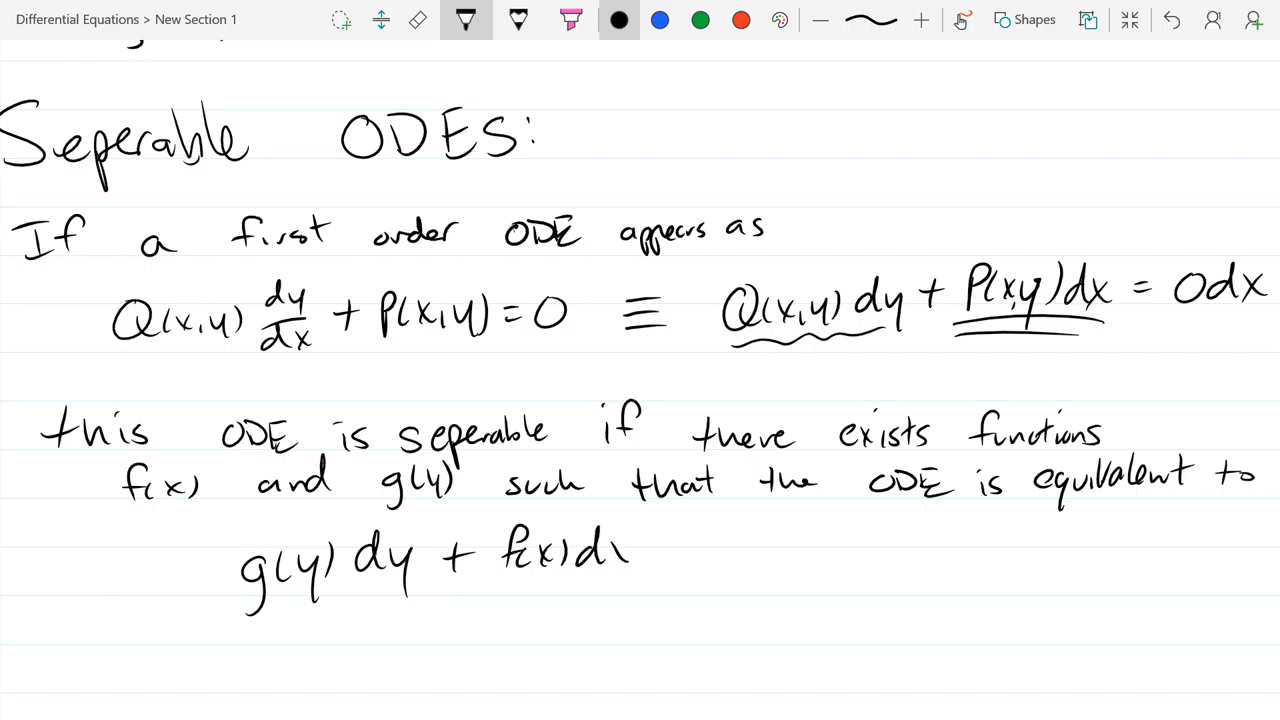 Differential Equations > New Section 1
Shapes
Seperable ODES:
If a first order ODE appears as
Q(x,y) dy/dx + P(x,y) = 0 ≡ Q(x,y) dy + P(x,y) dx = 0dx
this ODE is seperable if there exists functions
f(x) and g(y) such that the ODE is equivalent to
g(y) dy + f(x) d